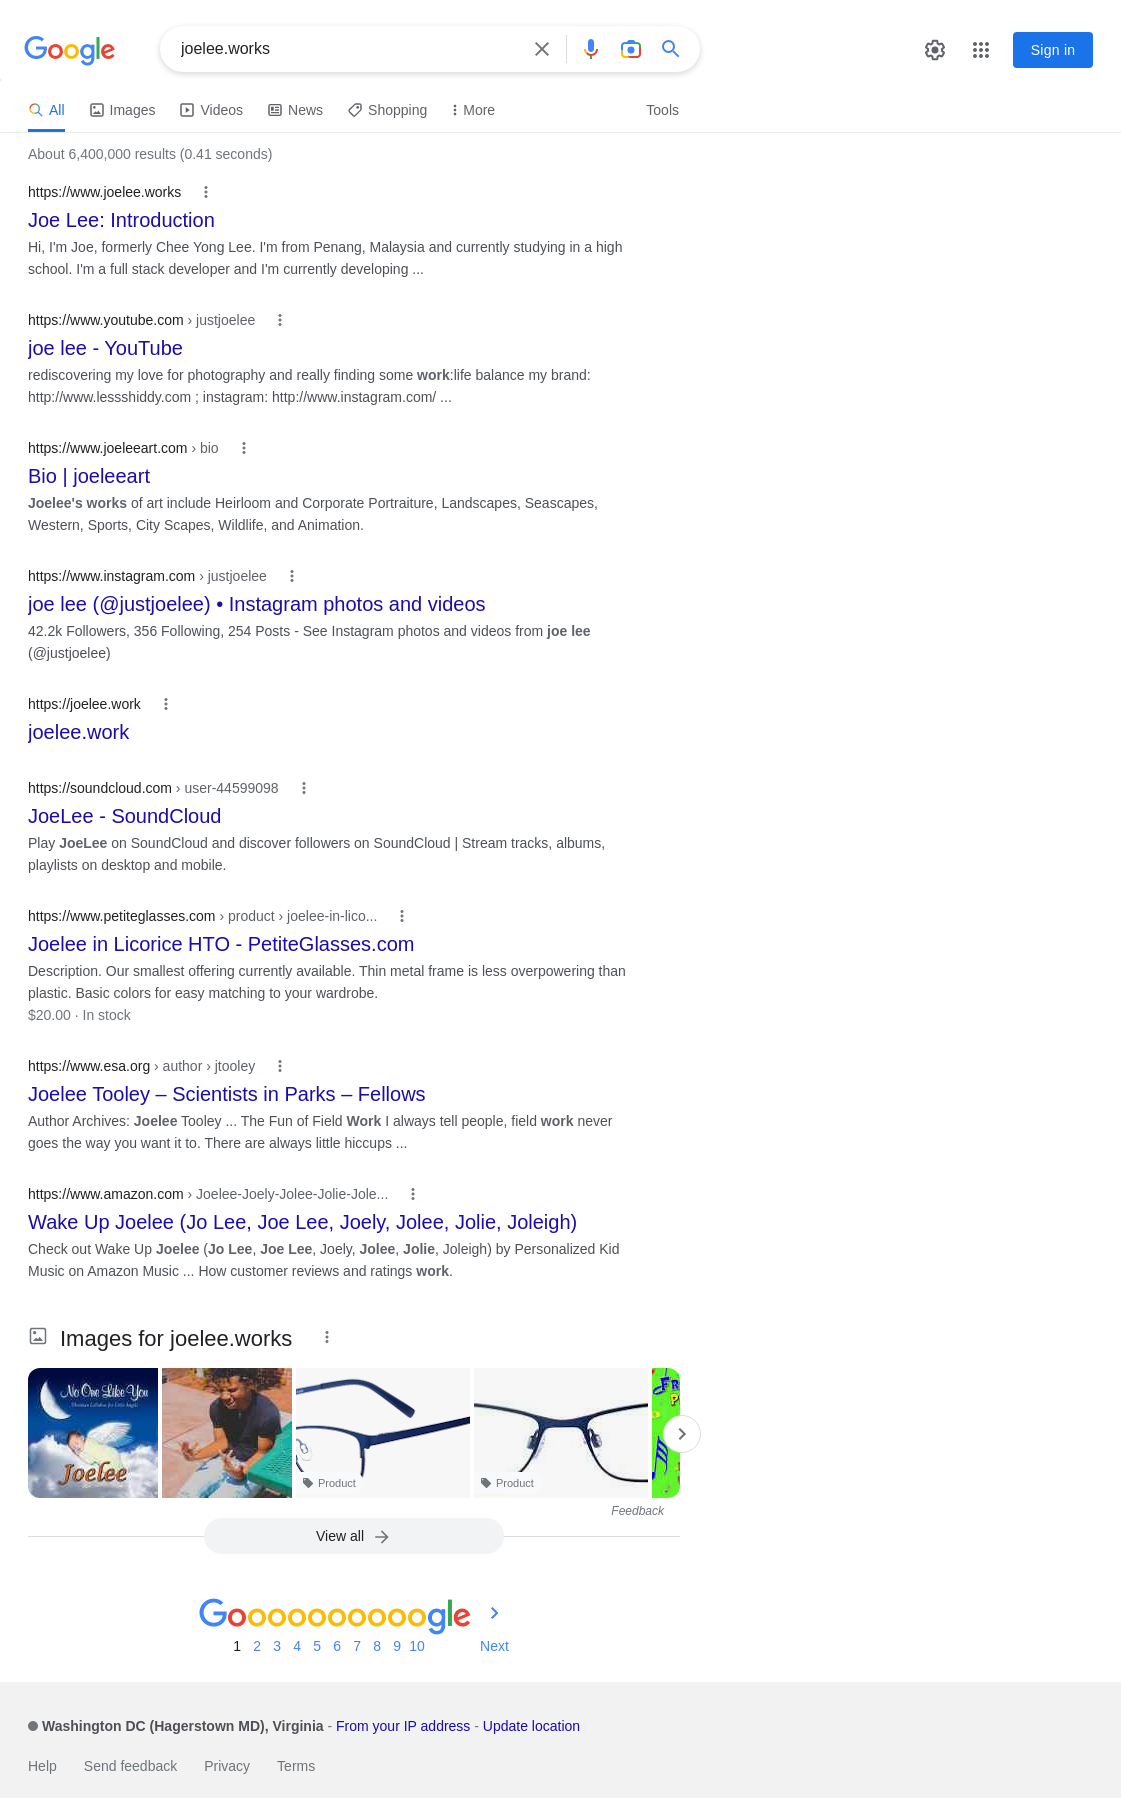 Google
joelee.works
Sign in
All
Images
Videos
News
Shopping
More
Tools
About 6,400,000 results (0.41 seconds)
https://www.joelee.works
Joe Lee: Introduction
Hi, I'm Joe, formerly Chee Yong Lee. I'm from Penang, Malaysia and currently studying in a high
school. I'm a full stack developer and I'm currently developing ...
https://www.youtube.com › justjoelee
joe lee - YouTube
rediscovering my love for photography and really finding some work:life balance my brand:
http://www.lessshiddy.com ; instagram: http://www.instagram.com/ ...
https://www.joeleeart.com › bio
Bio | joeleeart
Joelee's works of art include Heirloom and Corporate Portraiture, Landscapes, Seascapes,
Western, Sports, City Scapes, Wildlife, and Animation.
https://www.instagram.com › justjoelee
joe lee (@justjoelee) • Instagram photos and videos
42.2k Followers, 356 Following, 254 Posts - See Instagram photos and videos from joe lee
(@justjoelee)
https://joelee.work
joelee.work
https://soundcloud.com › user-44599098
JoeLee - SoundCloud
Play JoeLee on SoundCloud and discover followers on SoundCloud | Stream tracks, albums,
playlists on desktop and mobile.
https://www.petiteglasses.com › product › joelee-in-lico...
Joelee in Licorice HTO - PetiteGlasses.com
Description. Our smallest offering currently available. Thin metal frame is less overpowering than
plastic. Basic colors for easy matching to your wardrobe.
$20.00 · In stock
https://www.esa.org › author › jtooley
Joelee Tooley – Scientists in Parks – Fellows
Author Archives: Joelee Tooley ... The Fun of Field Work I always tell people, field work never
goes the way you want it to. There are always little hiccups ...
https://www.amazon.com › Joelee-Joely-Jolee-Jolie-Jole...
Wake Up Joelee (Jo Lee, Joe Lee, Joely, Jolee, Jolie, Joleigh)
Check out Wake Up Joelee (Jo Lee, Joe Lee, Joely, Jolee, Jolie, Joleigh) by Personalized Kid
Music on Amazon Music ... How customer reviews and ratings work.
Images for joelee.works
No One Like You
Christian Lullabies for Little Angels
Joelee
Product
Product
Feedback
View all
Goooooooooogle
1 2 3 4 5 6 7 8 9 10 Next
Washington DC (Hagerstown MD), Virginia - From your IP address - Update location
Help Send feedback Privacy Terms